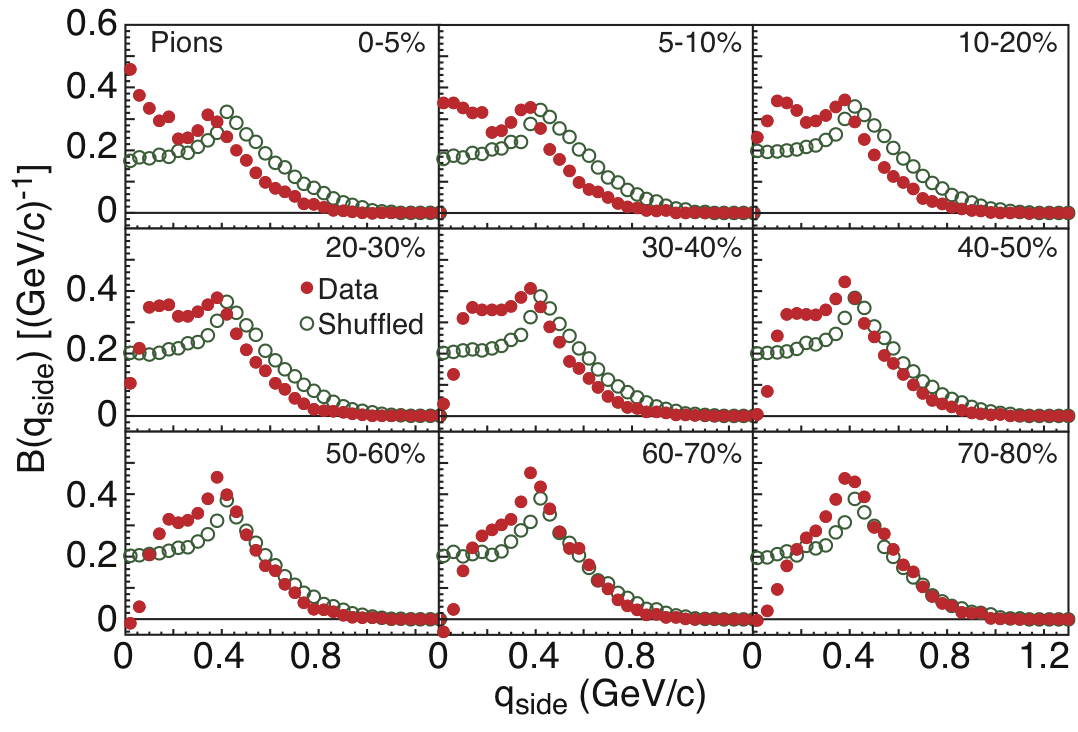 0.6
Pions 0-5% 5-10% 10-20%
0.4
0.2
0
20-30% 30-40% 40-50%
Data
Shuffled
0.4
0.2
0
50-60% 60-70% 70-80%
0.4
0.2
0
0 0.4 0.8 0 0.4 0.8 0 0.4 0.8 1.2
B(qside) [(GeV/c)-1]
qside (GeV/c)